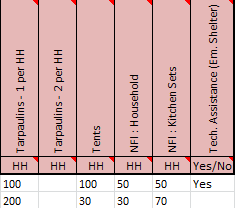 Tarpaulins - 1 per HH
Tarpaulins - 2 per HH
Tents
NFI : Household
NFI : Kitchen Sets
Tech. Assistance (Em. Shelter)
HH HH HH HH HH Yes/No
100 100 50 50 Yes
200 30 30 70